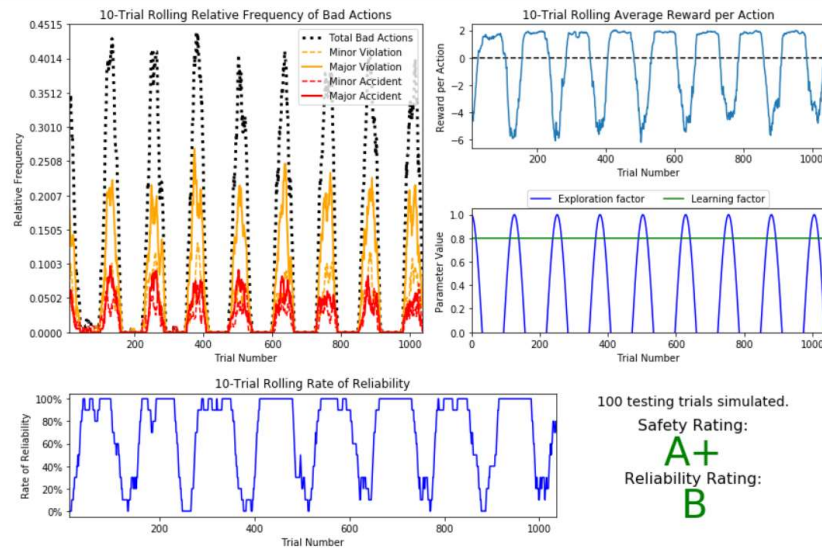 10-Trial Rolling Relative Frequency of Bad Actions
0.4515
0.4014
0.3512
0.3010
0.2508
0.2007
0.1505
0.1003
0.0502
0.0000
Relative Frequency
200 400 600 800 1000
Trial Number
Total Bad Actions
Minor Violation
Major Violation
Minor Accident
Major Accident
10-Trial Rolling Average Reward per Action
2
0
−2
−4
−6
Reward per Action
200 400 600 800 1000
Trial Number
Exploration factor Learning factor
1.0
0.8
0.6
0.4
0.2
0.0
Parameter Value
0 200 400 600 800 1000
Trial Number
10-Trial Rolling Rate of Reliability
100%
80%
60%
40%
20%
0%
Rate of Reliability
200 400 600 800 1000
Trial Number
100 testing trials simulated.
Safety Rating:
A+
Reliability Rating:
B